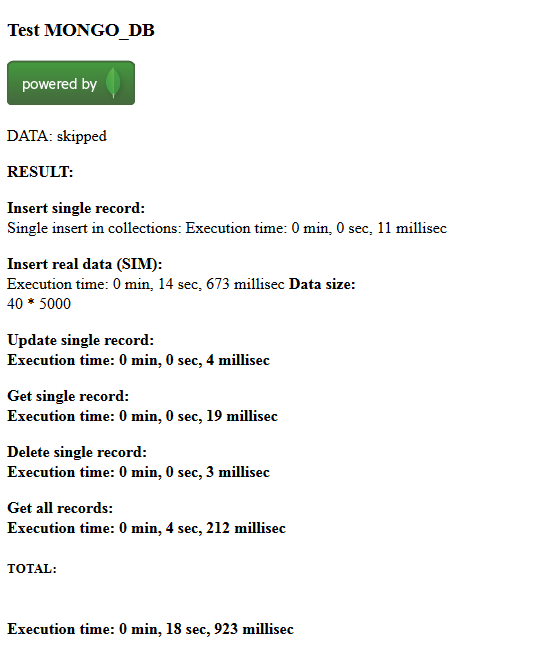 Test MONGO_DB
powered by
DATA: skipped
RESULT:
Insert single record:
Single insert in collections: Execution time: 0 min, 0 sec, 11 millisec
Insert real data (SIM):
Execution time: 0 min, 14 sec, 673 millisec Data size:
40 * 5000
Update single record:
Execution time: 0 min, 0 sec, 4 millisec
Get single record:
Execution time: 0 min, 0 sec, 19 millisec
Delete single record:
Execution time: 0 min, 0 sec, 3 millisec
Get all records:
Execution time: 0 min, 4 sec, 212 millisec
TOTAL:
Execution time: 0 min, 18 sec, 923 millisec